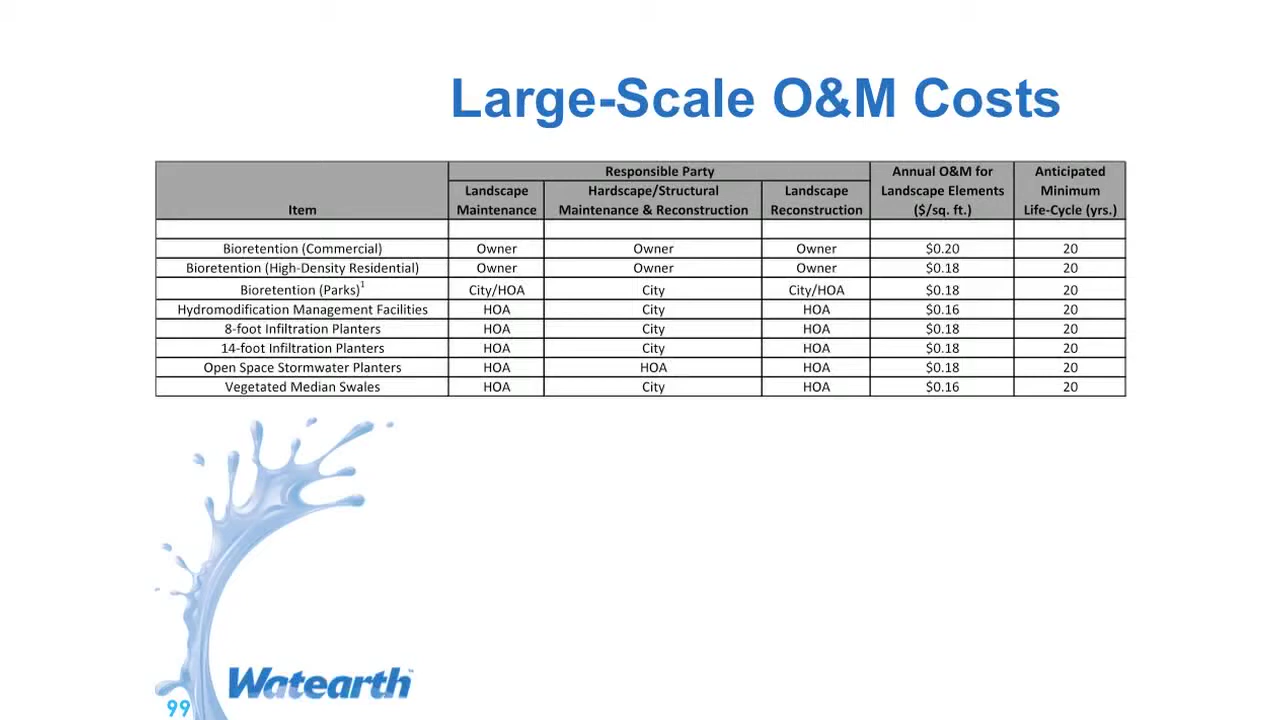 Large-Scale O&M Costs
Responsible Party
Annual O&M for
Anticipated
Landscape
Hardscape/Structural
Landscape
Landscape Elements
Minimum
Item
Maintenance
Maintenance & Reconstruction
Reconstruction
($/sq. ft.)
Life-Cycle (yrs.)
Bioretention (Commercial) Owner Owner Owner $0.20 20
Bioretention (High-Density Residential) Owner Owner Owner $0.18 20
Bioretention (Parks)1 City/HOA City City/HOA $0.18 20
Hydromodification Management Facilities HOA City HOA $0.16 20
8-foot Infiltration Planters HOA City HOA $0.18 20
14-foot Infiltration Planters HOA City HOA $0.18 20
Open Space Stormwater Planters HOA HOA HOA $0.18 20
Vegetated Median Swales HOA City HOA $0.16 20
Watearth™
99